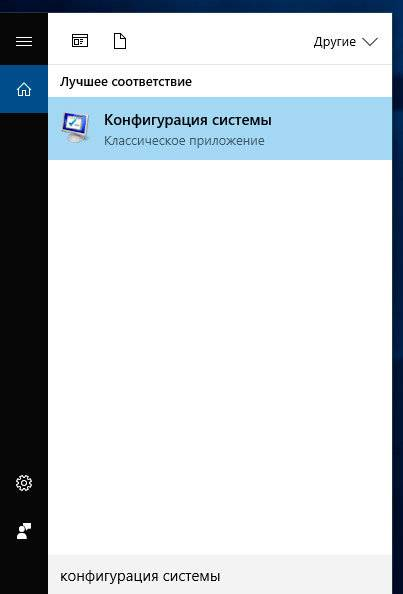 Другие
Лучшее соответствие
Конфигурация системы
Классическое приложение
конфигурация системы